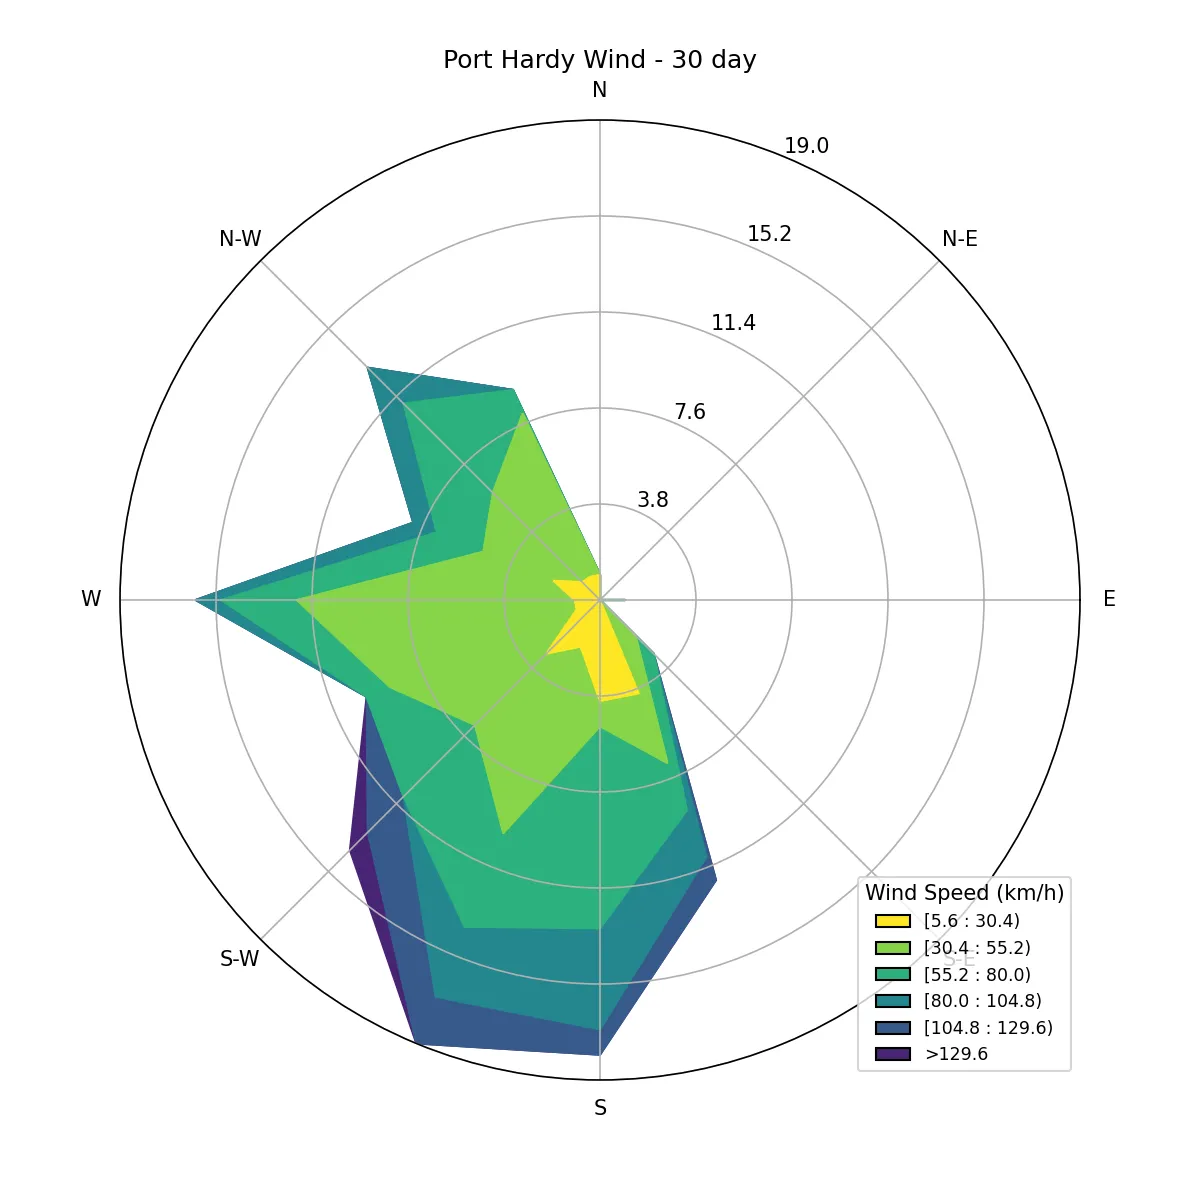 Port Hardy Wind - 30 day
N
19.0
15.2
N-W
N-E
11.4
7.6
3.8
W
E
S-W
S-E
S
Wind Speed (km/h)
[5.6 : 30.4)
[30.4 : 55.2)
[55.2 : 80.0)
[80.0 : 104.8)
[104.8 : 129.6)
>129.6